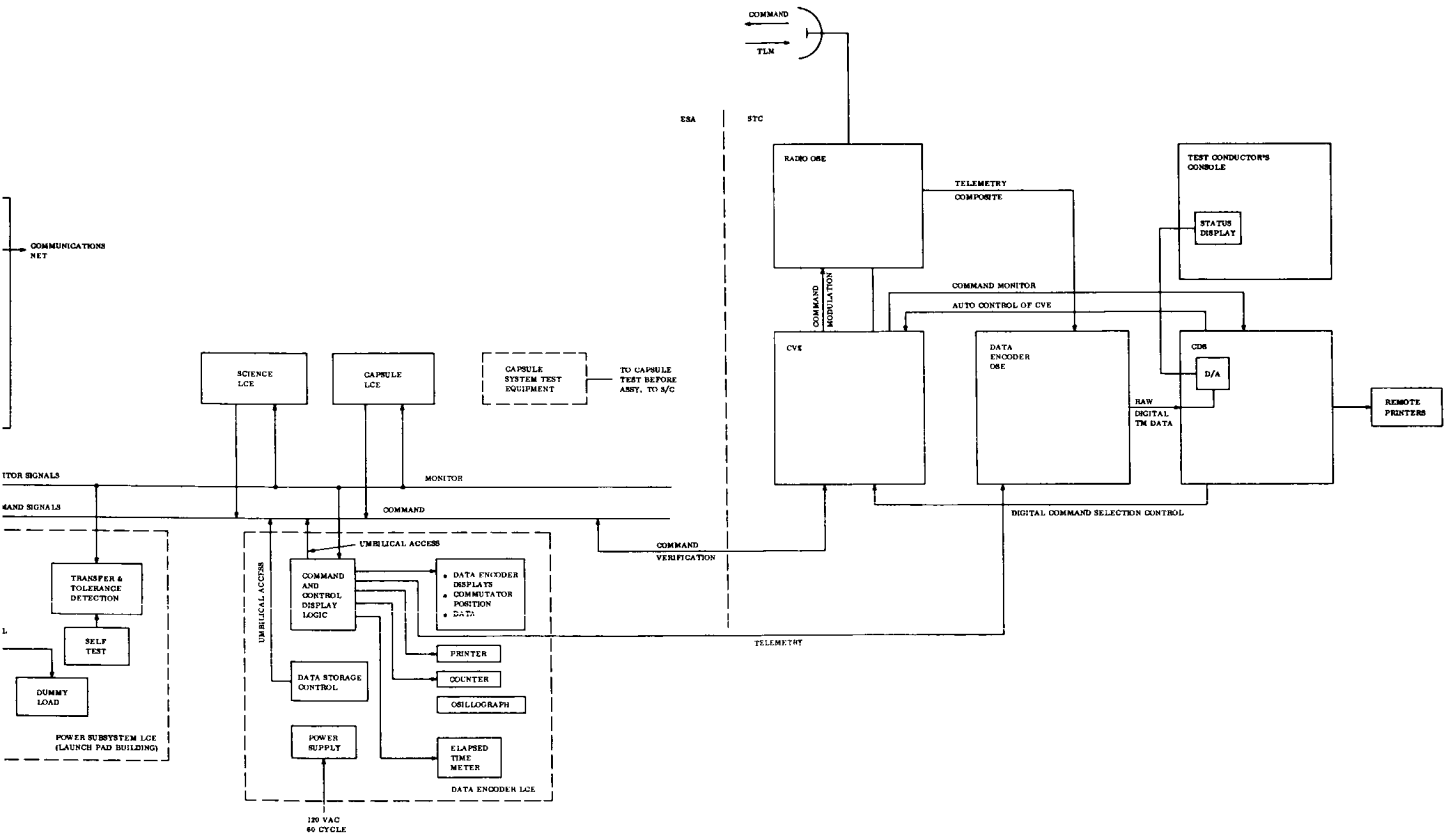 COMMAND
TLM
ESA
STC
RADIO OSE
TEST CONDUCTOR'S
CONSOLE
TELEMETRY
COMPOSITE
STATUS
DISPLAY
COMMUNICATIONS
NET
COMMAND
MODULATION
COMMAND MONITOR
AUTO CONTROL OF CVE
CVE
DATA
ENCODER
OSE
CDS
D/A
SCIENCE
LCE
CAPSULE
LCE
CAPSULE
SYSTEM TEST
EQUIPMENT
TO CAPSULE
TEST BEFORE
ASSY. TO S/C
RAW
DIGITAL
TM DATA
REMOTE
PRINTERS
ITOR SIGNALS
MONITOR
MAND SIGNALS
COMMAND
DIGITAL COMMAND SELECTION CONTROL
UMBILICAL ACCESS
COMMAND
VERIFICATION
UMBILICAL ACCESS
TRANSFER &
TOLERANCE
DETECTION
COMMAND
AND
CONTROL
DISPLAY
LOGIC
• DATA ENCODER
DISPLAYS
• COMMUTATOR
POSITION
• DATA
L
SELF
TEST
TELEMETRY
PRINTER
DUMMY
LOAD
DATA STORAGE
CONTROL
COUNTER
OSILLOGRAPH
POWER SUBSYSTEM LCE
(LAUNCH PAD BUILDING)
POWER
SUPPLY
ELAPSED
TIME
METER
DATA ENCODER LCE
120 VAC
60 CYCLE